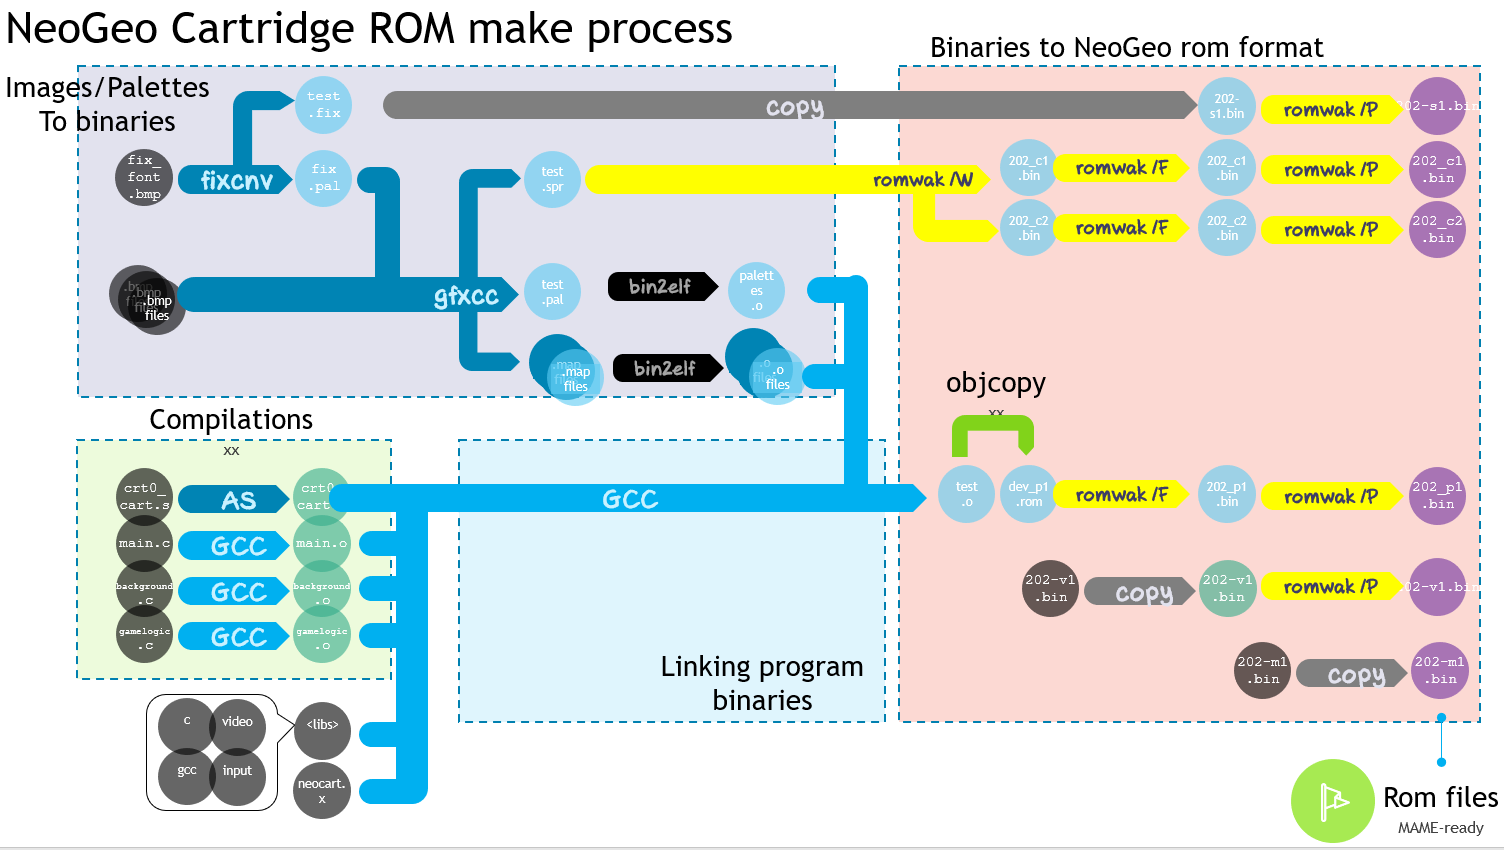 NeoGeo Cartridge ROM make process
Binaries to NeoGeo rom format
Images/Palettes
To binaries
test
.fix
copy
202-
s1.bin
romwak /P
202-s1.bin
fix_
font
.bmp
fixcnv
fix
.pal
test
.spr
romwak /W
202_c1
.bin
romwak /F
202_c1
.bin
romwak /P
202_c1
.bin
202_c2
.bin
romwak /F
202_c2
.bin
romwak /P
202_c2
.bin
.bmp
.bmp
.bmp
files
gfxcc
test
.pal
bin2elf
palett
es
.o
.map
.map
files
bin2elf
.o
.o
files
objcopy
xx
Compilations
xx
crt0_
cart.s
AS
crt0_
cart
GCC
test
.o
dev_p1
.rom
romwak /F
202_p1
.bin
romwak /P
202_p1
.bin
main.c
GCC
main.o
background
.c
GCC
background
.o
gamelogic
.c
GCC
gamelogic
.o
202-v1
.bin
copy
202-v1
.bin
romwak /P
02-v1.bin
Linking program
binaries
202-m1
.bin
copy
202-m1
.bin
c
video
gcc
input
<libs>
neocart.
x
Rom files
MAME-ready